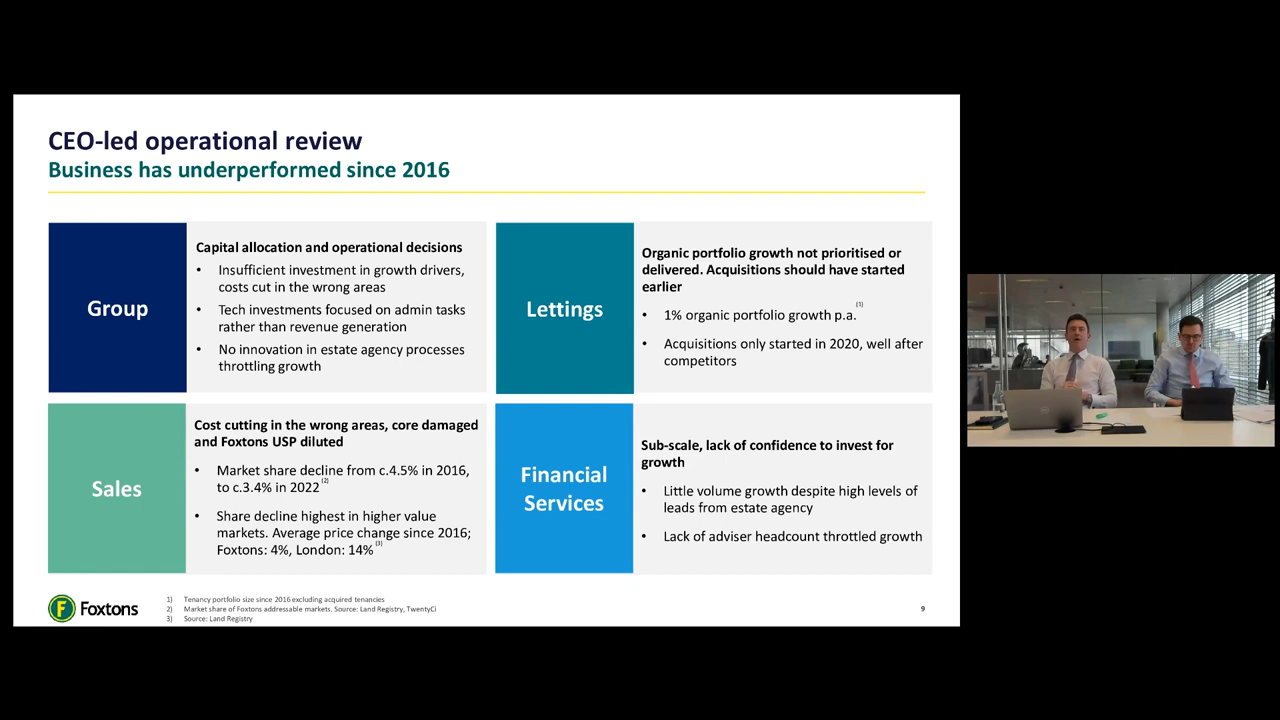 CEO-led operational review
Business has underperformed since 2016
Group
Capital allocation and operational decisions
• Insufficient investment in growth drivers,
costs cut in the wrong areas
• Tech investments focused on admin tasks
rather than revenue generation
• No innovation in estate agency processes
throttling growth
Lettings
Organic portfolio growth not prioritised or
delivered. Acquisitions should have started
earlier
• 1% organic portfolio growth p.a. (1)
• Acquisitions only started in 2020, well after
competitors
Sales
Cost cutting in the wrong areas, core damaged
and Foxtons USP diluted
• Market share decline from c.4.5% in 2016,
to c.3.4% in 2022 (2)
• Share decline highest in higher value
markets. Average price change since 2016;
Foxtons: 4%, London: 14% (3)
Financial
Services
Sub-scale, lack of confidence to invest for
growth
• Little volume growth despite high levels of
leads from estate agency
• Lack of adviser headcount throttled growth
F Foxtons
1) Tenancy portfolio size since 2016 excluding acquired tenancies
2) Market share of Foxtons addressable markets. Source: Land Registry, TwentyCi
3) Source: Land Registry
9